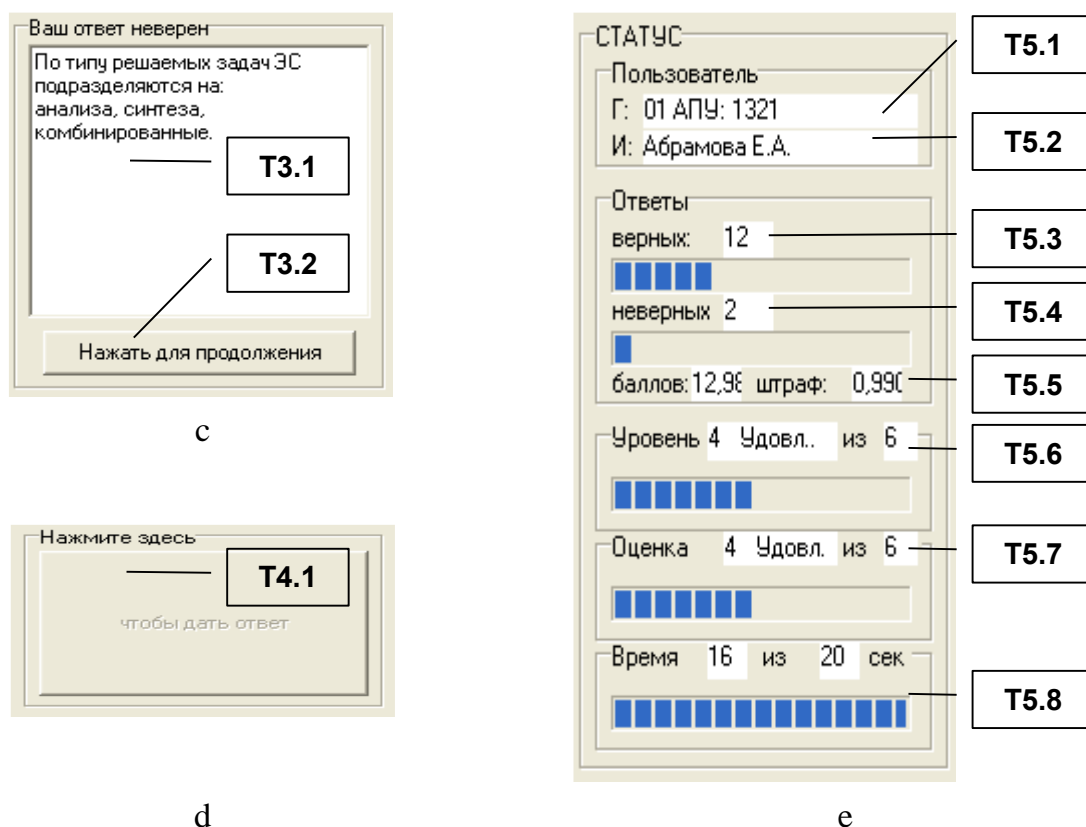 Ваш ответ неверен
По типу решаемых задач ЭС
подразделяются на:
анализа, синтеза,
комбинированные.
T3.1
T3.2
Нажать для продолжения
c
Нажмите здесь
T4.1
чтобы дать ответ
d
СТАТУС
Пользователь
Г: 01 АПУ: 1321
T5.1
И: Абрамова Е.А.
T5.2
Ответы
верных: 12
T5.3
неверных 2
T5.4
баллов: 12,98 штраф: 0,990
T5.5
Уровень 4 Удовл.. из 6
T5.6
Оценка 4 Удовл. из 6
T5.7
Время 16 из 20 сек
T5.8
e